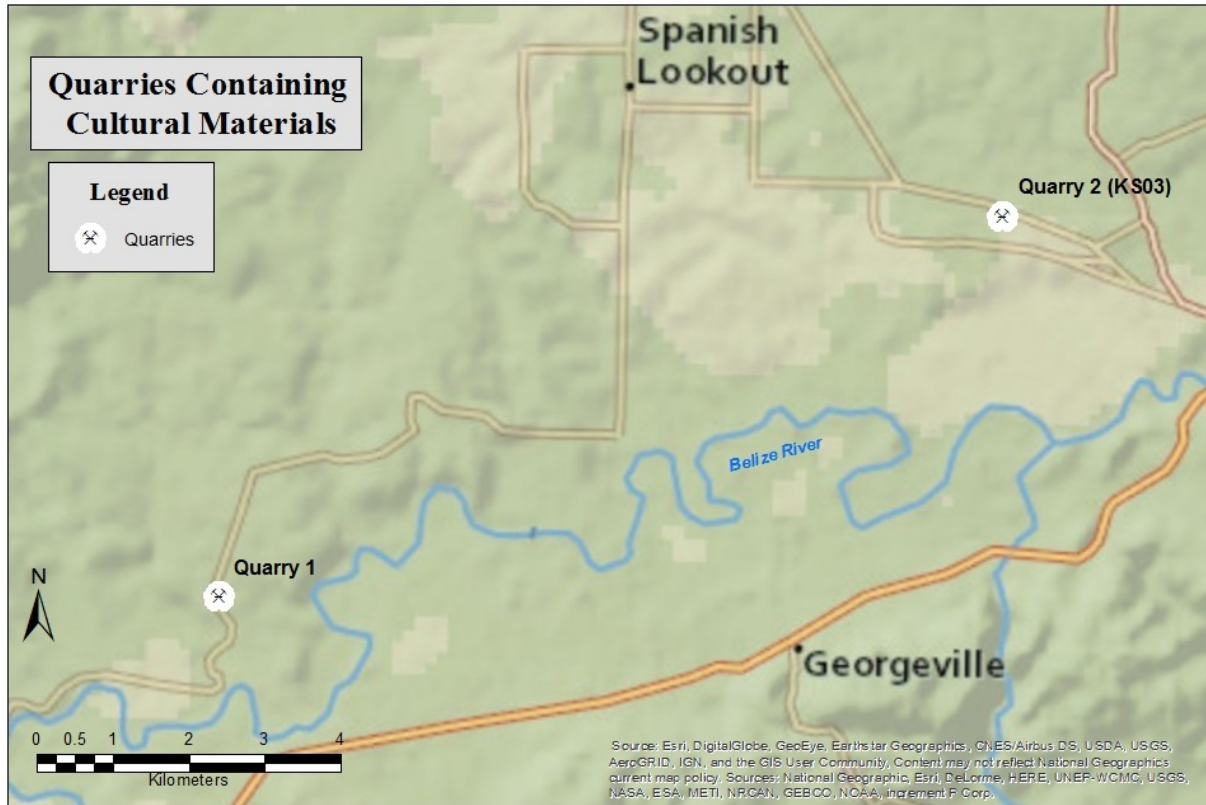 Quarries Containing
Cultural Materials
Legend
Quarries
Spanish
Lookout
Quarry 2 (KS03)
Belize River
Quarry 1
N
Georgeville
0 0.5 1 2 3 4
Kilometers
Source: Esri, DigitalGlobe, GeoEye, Earthstar Geographics, CNES/Airbus DS, USDA, USGS,
AeroGRID, IGN, and the GIS User Community, Content may not reflect National Geographics
current map policy. Sources: National Geographic, Esri, DeLorme, HERE, UNEP-WCMC, USGS,
NASA, ESA, METI, NRCAN, GEBCO, NOAA, increment P Corp.